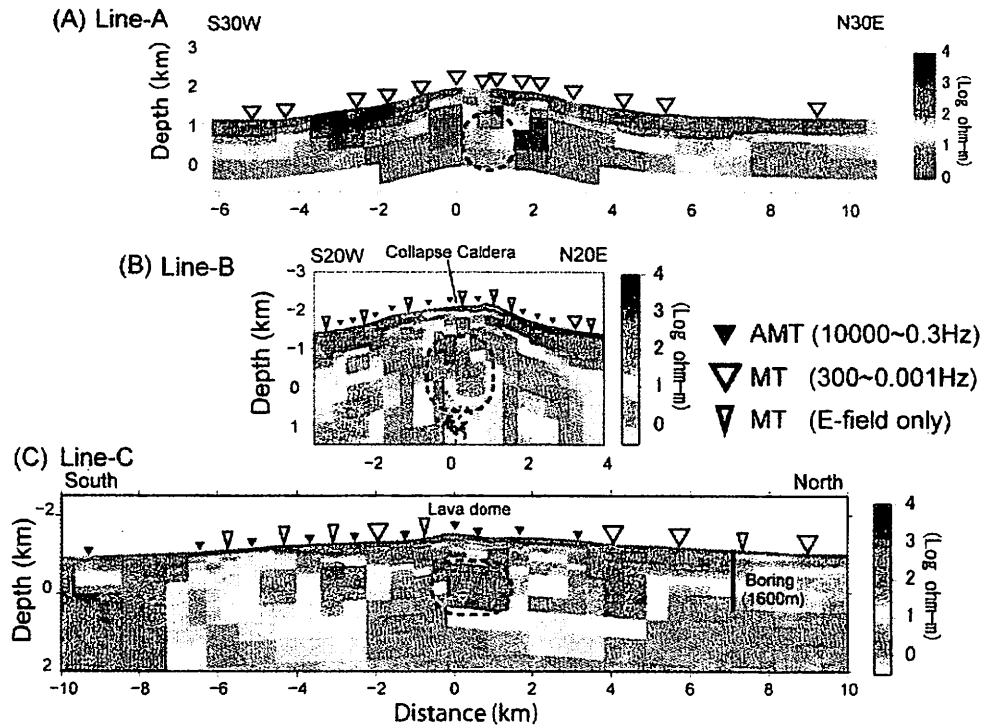 (A) Line-A
S30W
N30E
Depth (km)
3
2
1
0
-6 -4 -2 0 2 4 6 8 10
4
3
2
1
0
(Log ohm-m)
(B) Line-B
S20W
Collapse Caldera
N20E
Depth (km)
-3
-2
-1
0
1
-2 0 2 4
4
3
2
1
0
(Log ohm-m)
AMT (10000~0.3Hz)
MT (300~0.001Hz)
MT (E-field only)
(C) Line-C
South
North
Lava dome
Depth (km)
-2
0
2
Boring
(1600m)
-10 -8 -6 -4 -2 0 2 4 6 8 10
Distance (km)
4
3
2
1
0
(Log ohm-m)